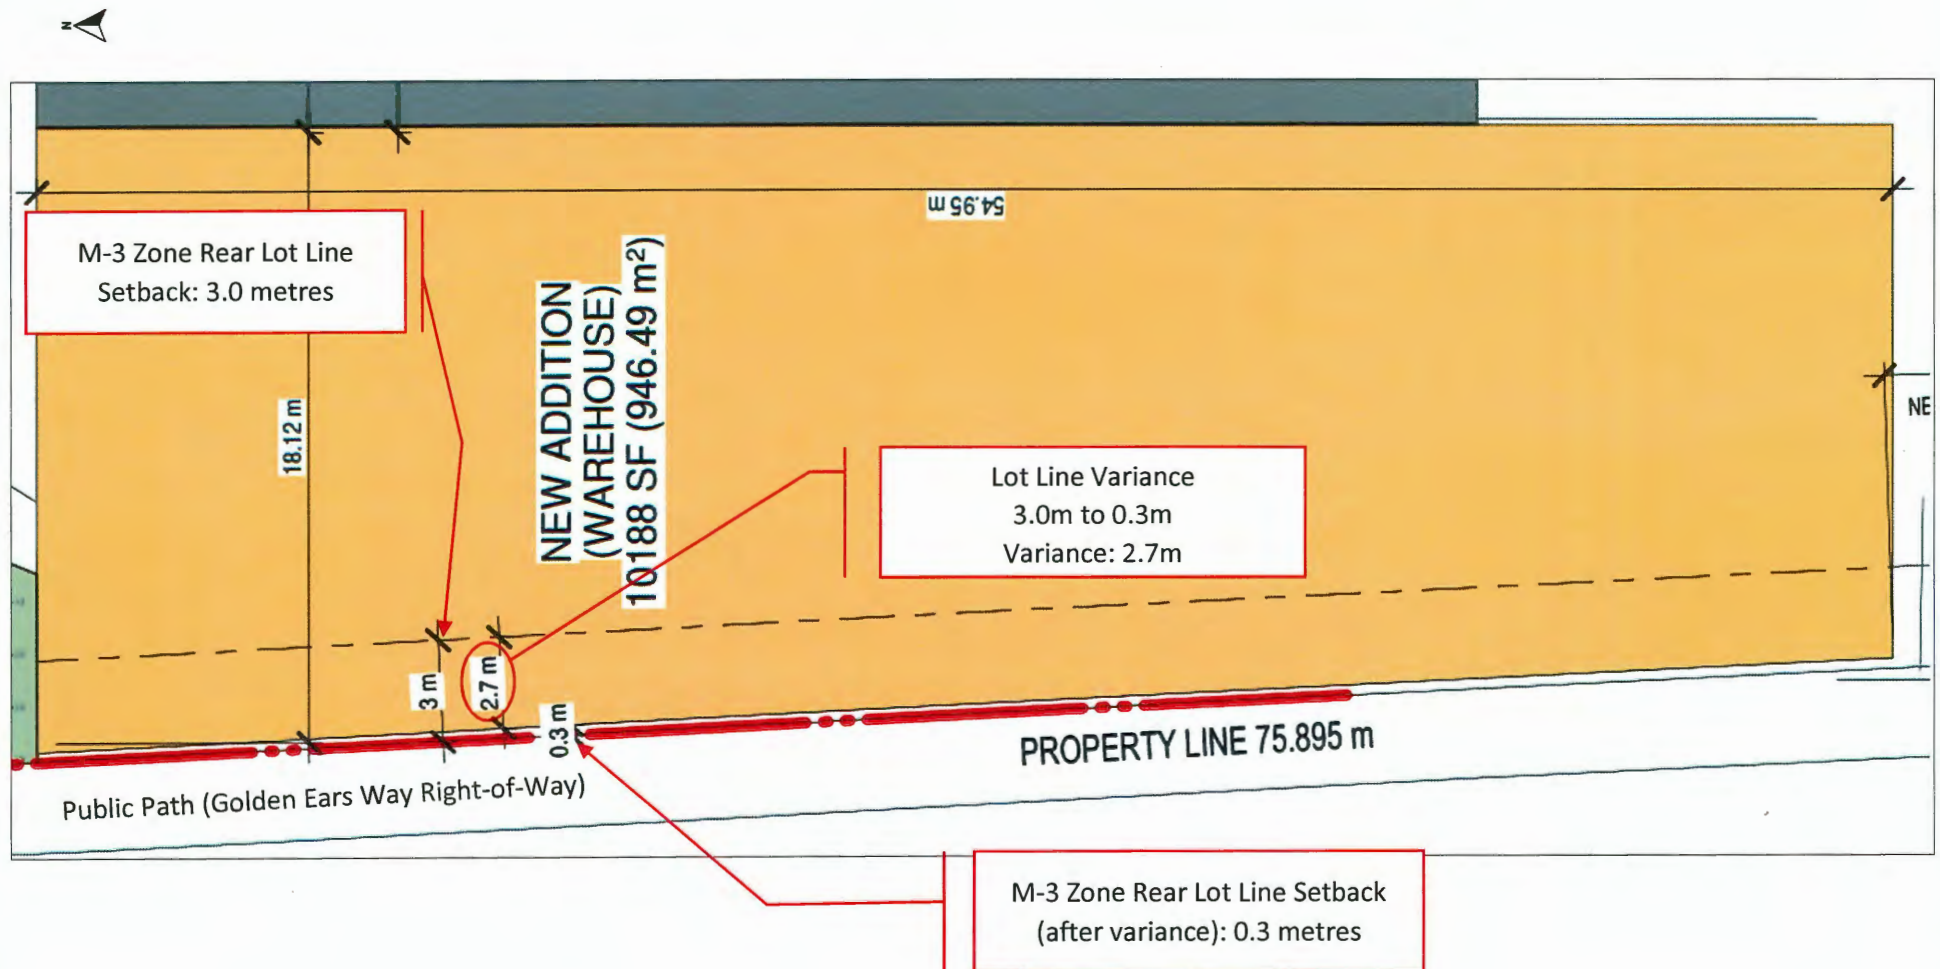 N
54.95 m
M-3 Zone Rear Lot Line
Setback: 3.0 metres
NEW ADDITION
(WAREHOUSE)
10188 SF (946.49 m²)
18.12 m
NE
Lot Line Variance
3.0m to 0.3m
Variance: 2.7m
3 m
2.7 m
0.3 m
PROPERTY LINE 75.895 m
Public Path (Golden Ears Way Right-of-Way)
M-3 Zone Rear Lot Line Setback
(after variance): 0.3 metres